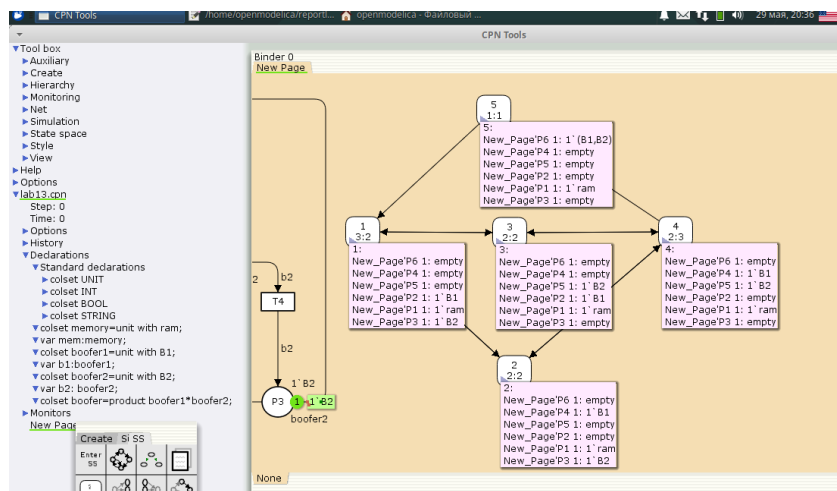 CPN Tools
/home/openmodelica/reportl...
openmodelica - Файловый ...
29 мая, 20:36
CPN Tools
Tool box
Auxiliary
Create
Hierarchy
Monitoring
Net
Simulation
State space
Style
View
Help
Options
lab13.cpn
Step: 0
Time: 0
Options
History
Declarations
Standard declarations
colset UNIT
colset INT
colset BOOL
colset STRING
colset memory=unit with ram;
var mem:memory;
colset boofer1=unit with B1;
var b1:boofer1;
colset boofer2=unit with B2;
var b2: boofer2;
colset boofer=product boofer1*boofer2;
Monitors
New Page
Create
SS
Enter
SS
Binder 0
New Page
2
b2
T4
b2
1`B2
P3
1
1`B2
boofer2
5
1:1
5:
New_Page'P6 1: 1`(B1,B2)
New_Page'P4 1: empty
New_Page'P5 1: empty
New_Page'P2 1: empty
New_Page'P1 1: 1`ram
New_Page'P3 1: empty
1
3:2
1:
New_Page'P6 1: empty
New_Page'P4 1: empty
New_Page'P5 1: empty
New_Page'P2 1: 1`B1
New_Page'P1 1: 1`ram
New_Page'P3 1: 1`B2
3
2:2
3:
New_Page'P6 1: empty
New_Page'P4 1: empty
New_Page'P5 1: 1`B2
New_Page'P2 1: 1`B1
New_Page'P1 1: 1`ram
New_Page'P3 1: empty
4
2:3
4:
New_Page'P6 1: empty
New_Page'P4 1: 1`B1
New_Page'P5 1: 1`B2
New_Page'P2 1: empty
New_Page'P1 1: 1`ram
New_Page'P3 1: empty
2
2:2
2:
New_Page'P6 1: empty
New_Page'P4 1: 1`B1
New_Page'P5 1: empty
New_Page'P2 1: empty
New_Page'P1 1: 1`ram
New_Page'P3 1: 1`B2
None